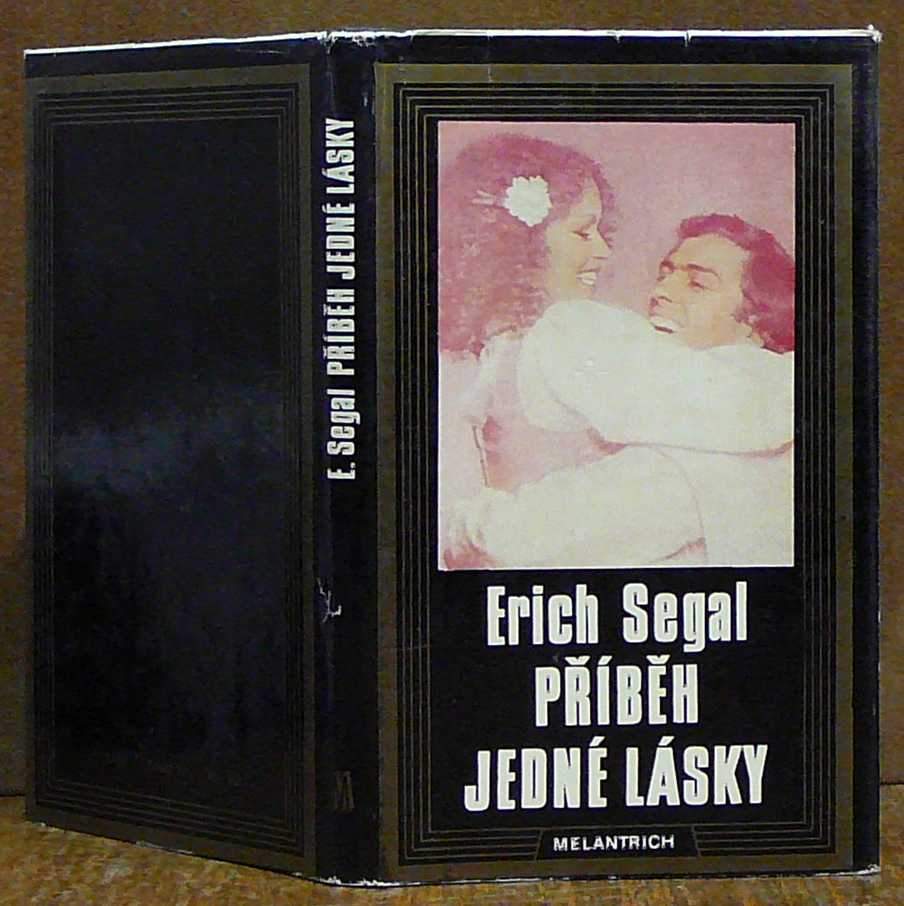 E. Segal PŘÍBĚH JEDNÉ LÁSKY
Erich Segal
PŘÍBĚH
JEDNÉ LÁSKY
MELANTRICH